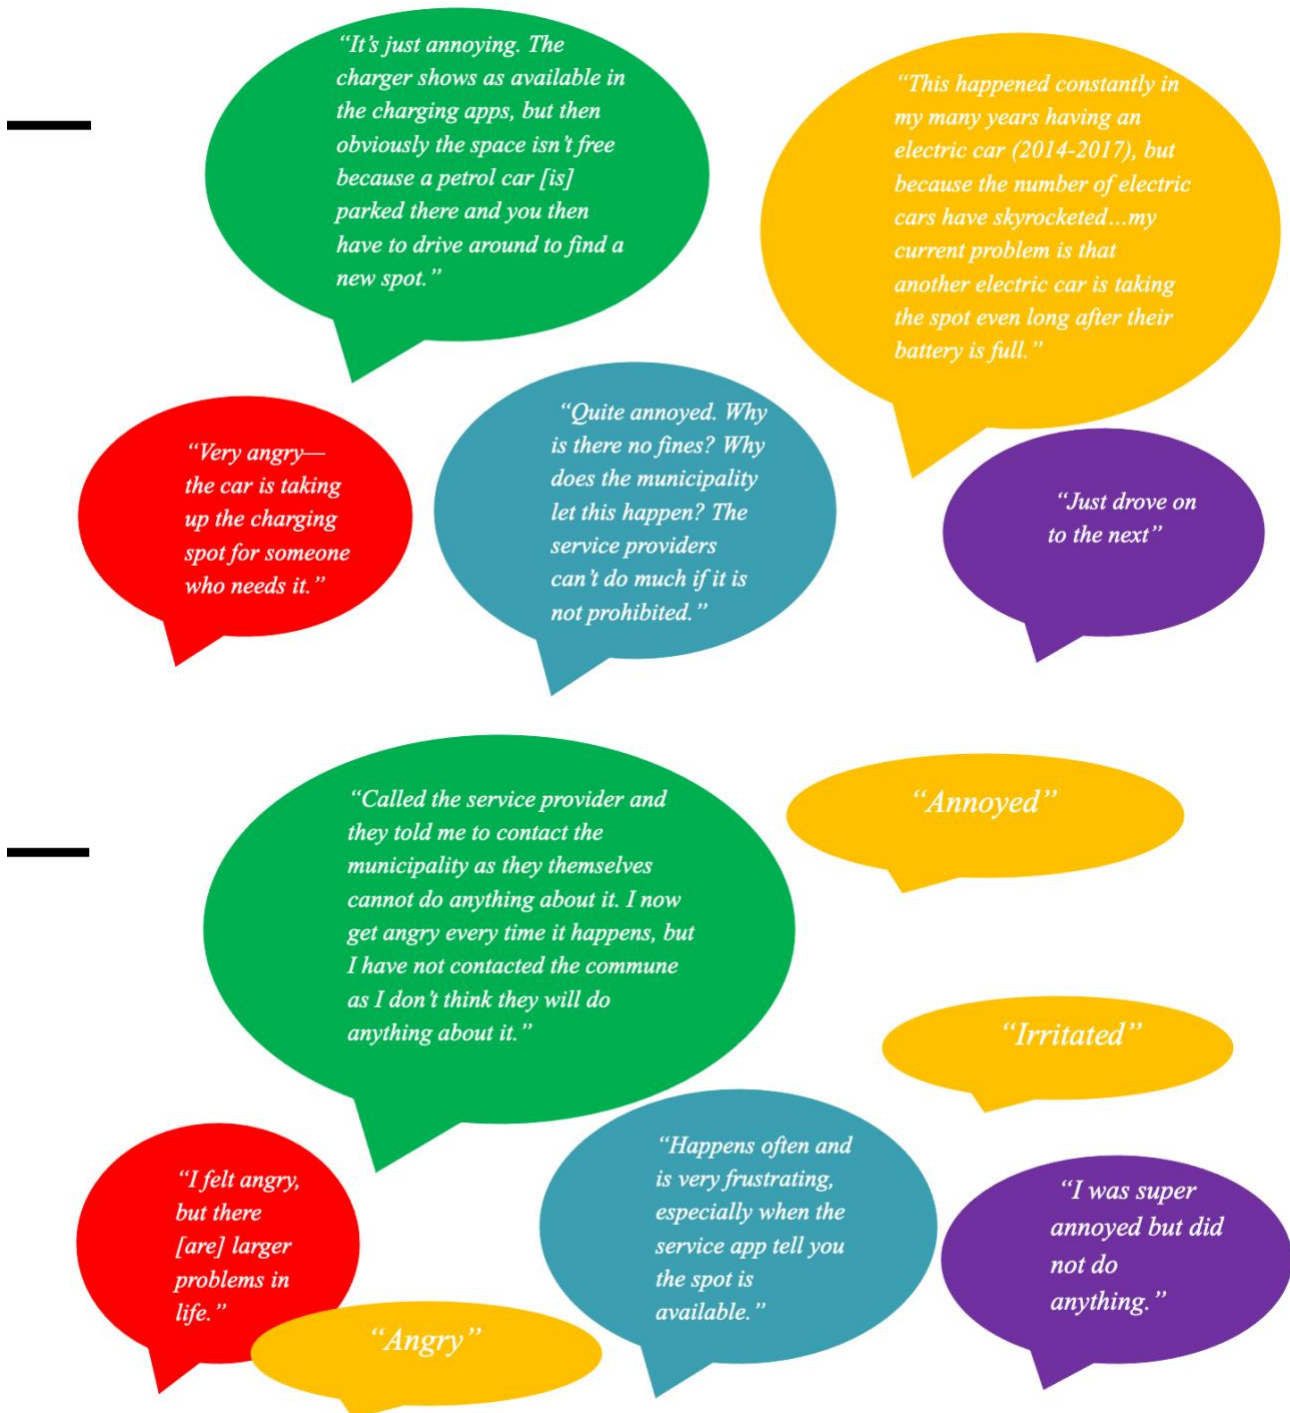 “It’s just annoying. The
charger shows as available in
the charging apps, but then
obviously the space isn’t free
because a petrol car [is]
parked there and you then
have to drive around to find a
new spot.”
“This happened constantly in
my many years having an
electric car (2014-2017), but
because the number of electric
cars have skyrocketed…my
current problem is that
another electric car is taking
the spot even long after their
battery is full.”
“Very angry—
the car is taking
up the charging
spot for someone
who needs it.”
“Quite annoyed. Why
is there no fines? Why
does the municipality
let this happen? The
service providers
can’t do much if it is
not prohibited.”
“Just drove on
to the next”
“Called the service provider and
they told me to contact the
municipality as they themselves
cannot do anything about it. I now
get angry every time it happens, but
I have not contacted the commune
as I don’t think they will do
anything about it.”
“Annoyed”
“Irritated”
“I felt angry,
but there
[are] larger
problems in
life.”
“Angry”
“Happens often and
is very frustrating,
especially when the
service app tell you
the spot is
available.”
“I was super
annoyed but did
not do
anything.”